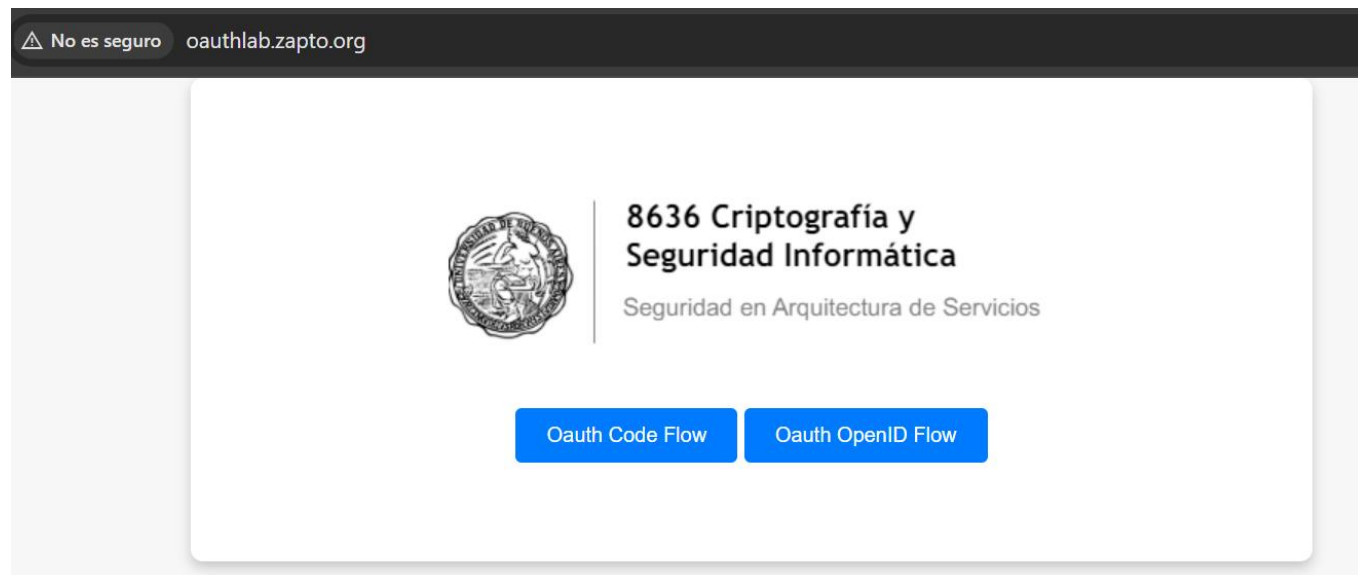 No es seguro oauthlab.zapto.org
8636 Criptografía y
Seguridad Informática
Seguridad en Arquitectura de Servicios
Oauth Code Flow Oauth OpenID Flow